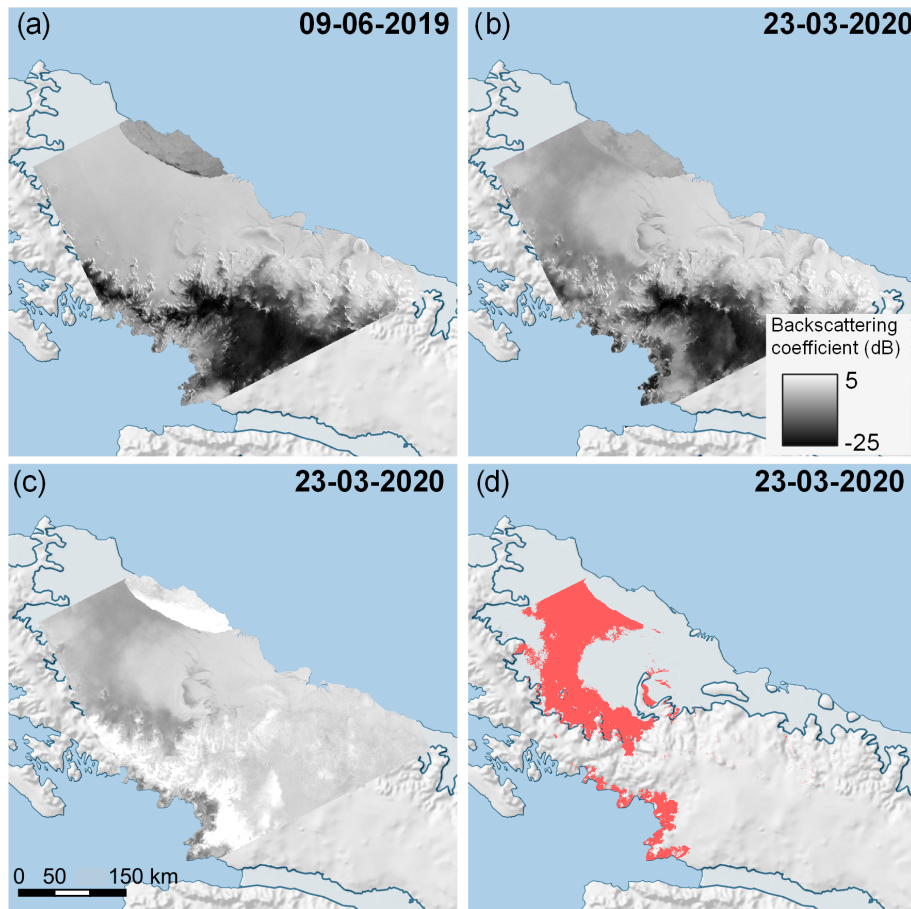 (a) 09-06-2019
(b) 23-03-2020
Backscattering
coefficient (dB)
5
-25
(c) 23-03-2020
0 50 150 km
(d) 23-03-2020